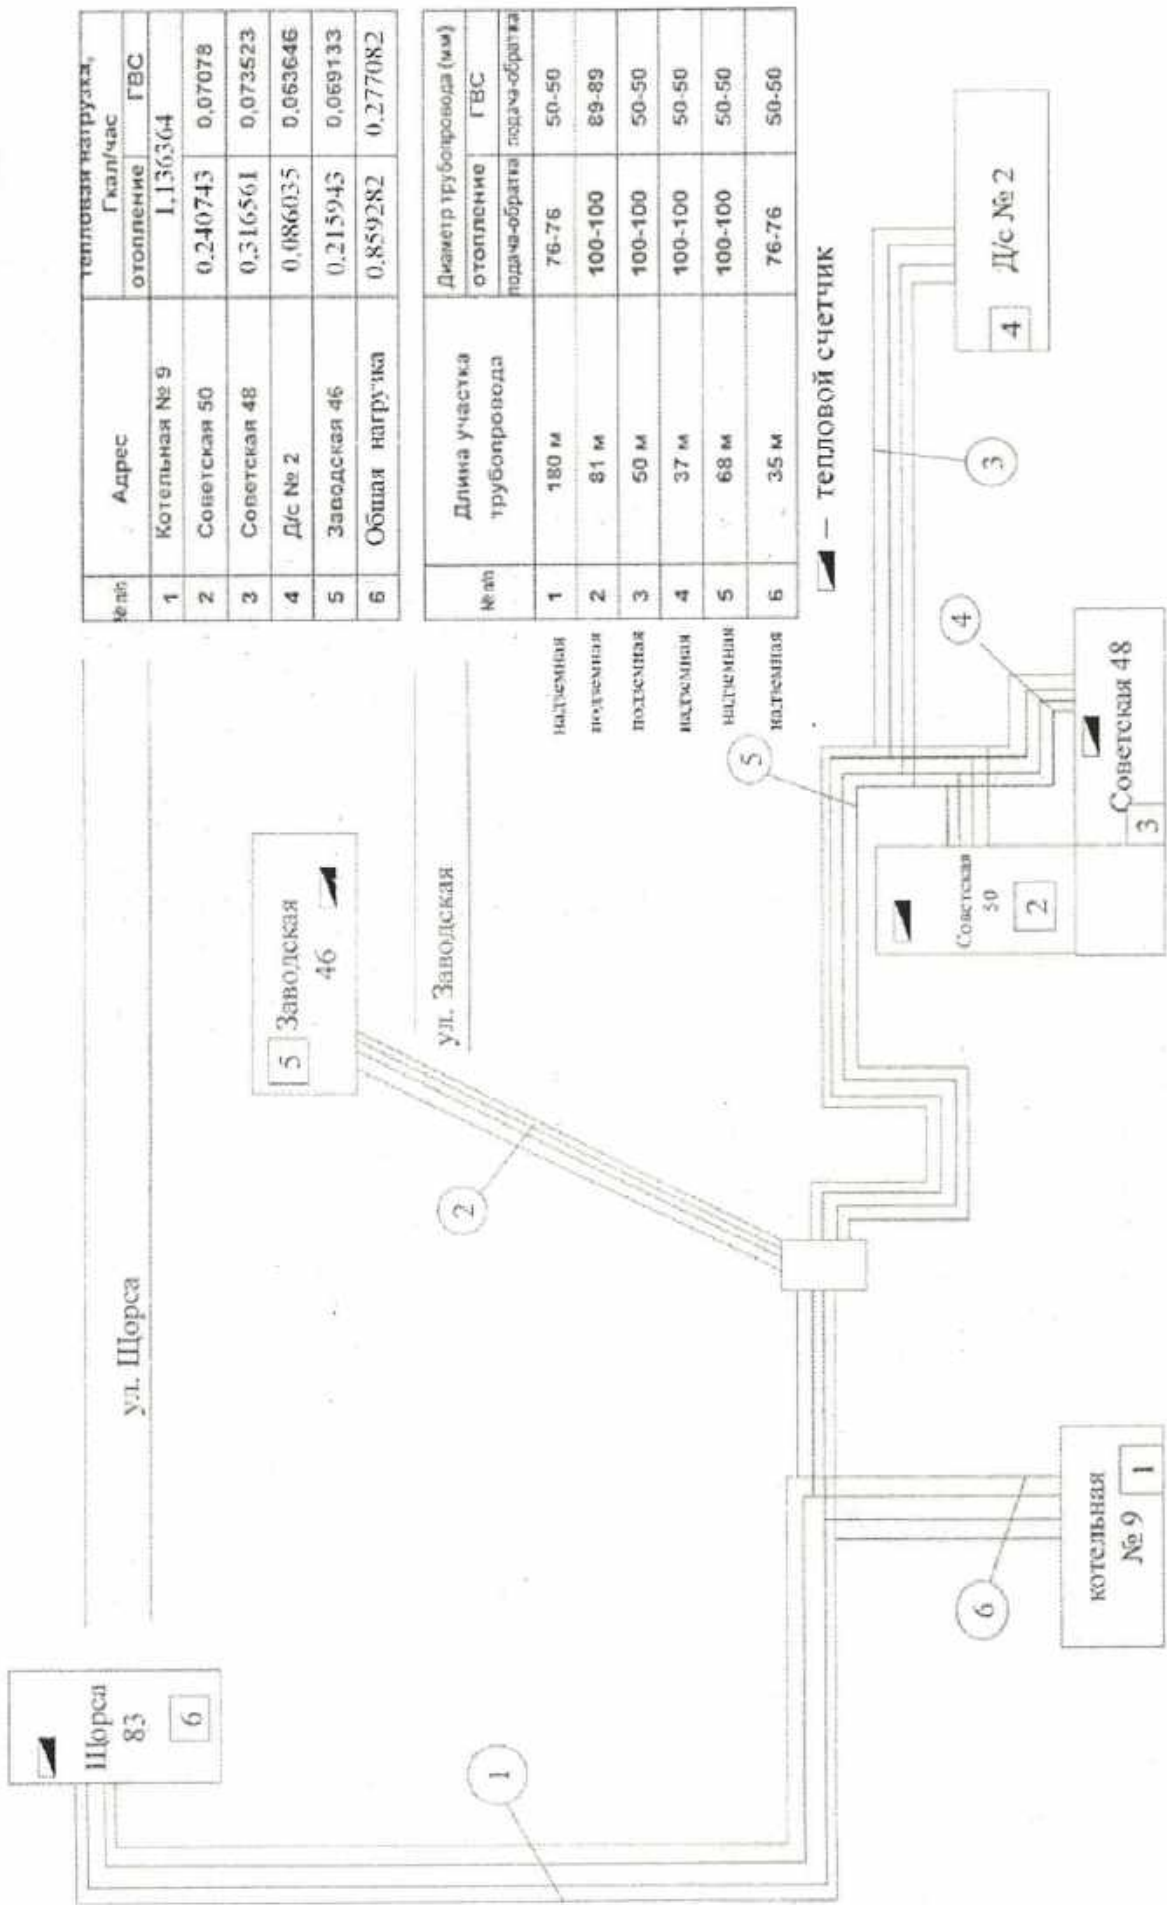 тепловая нагрузка,
Гкал/час
№ п/п Адрес отопление ГВС
1 Котельная № 9 1,136364
2 Советская 50 0,240743 0,07078
3 Советская 48 0,316561 0,073523
4 Д/с № 2 0,086035 0,063646
5 Заводская 46 0,215943 0,069133
6 Общая нагрузка 0,859282 0,277082
№ п/п Длина участка трубопровода Диаметр трубопровода (мм)
отопление ГВС
подача-обратка подача-обратка
надземная 1 180 м 76-76 50-50
подземная 2 81 м 100-100 89-89
подземная 3 50 м 100-100 50-50
надземная 4 37 м 100-100 50-50
надземная 5 68 м 100-100 50-50
надземная 6 35 м 76-76 50-50
— тепловой счетчик
ул. Щорса
Щорса
83
6
5
Заводская
46
ул. Заводская
1
2
3
4
5
6
Д/с № 2
4
Советская 48
3
Советская
50
2
котельная
№ 9
1